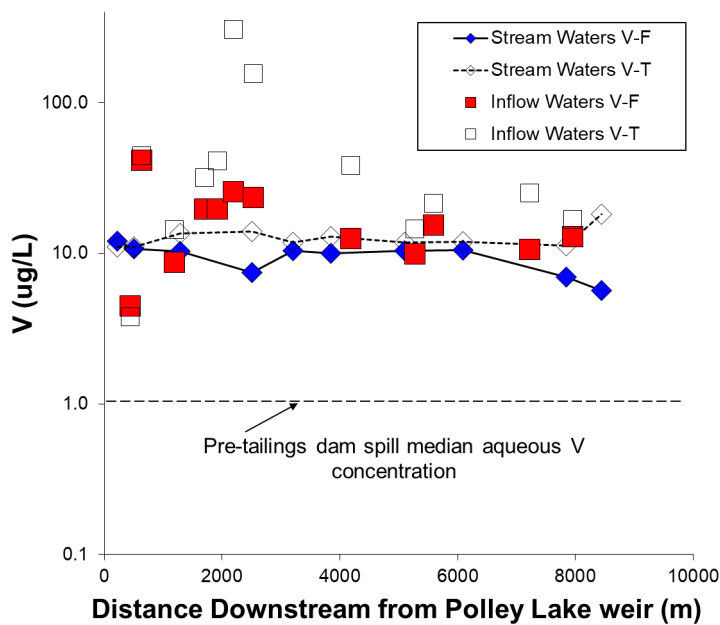 Stream Waters V-F
Stream Waters V-T
Inflow Waters V-F
Inflow Waters V-T
V (ug/L)
100.0
10.0
1.0
0.1
Pre-tailings dam spill median aqueous V
concentration
0 2000 4000 6000 8000 10000
Distance Downstream from Polley Lake weir (m)